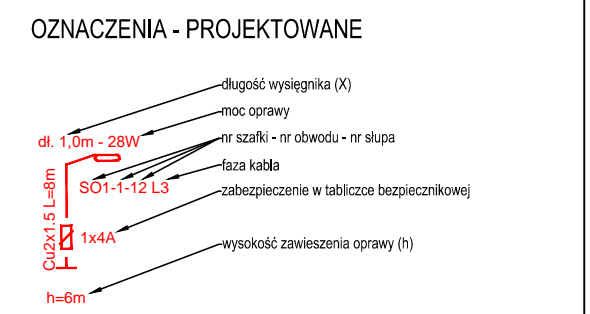 OZNACZENIA - PROJEKTOWANE
długość wysięgnika (X)
moc oprawy
dł. 1,0m - 28W
nr szafki - nr obwodu - nr słupa
faza kabla
SO1-1-12 L3
zabezpieczenie w tabliczce bezpiecznikowej
Cu2x1.5 L=8m
1x4A
wysokość zawieszenia oprawy (h)
h=6m